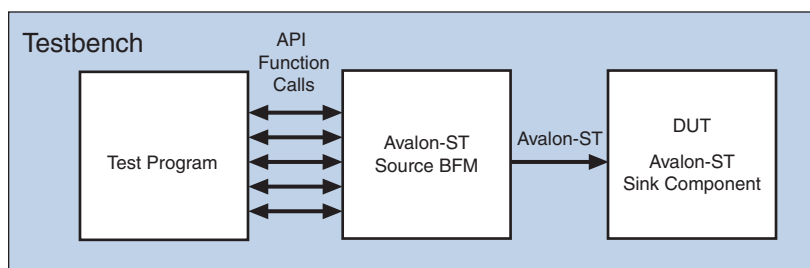 Testbench
API
Function
Calls
Test Program
Avalon-ST
Source BFM
Avalon-ST
DUT
Avalon-ST
Sink Component